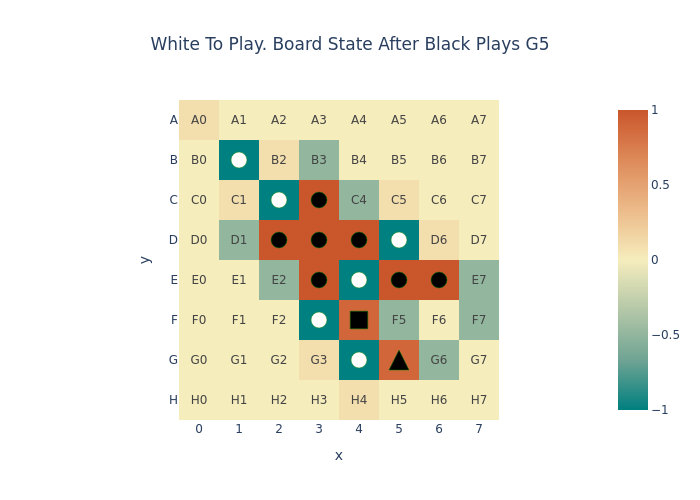 White To Play. Board State After Black Plays G5
A A0 A1 A2 A3 A4 A5 A6 A7
B B0 B2 B3 B4 B5 B6 B7
C C0 C1 C4 C5 C6 C7
D D0 D1 D6 D7
E E0 E1 E2 E7
F F0 F1 F2 F5 F6 F7
G G0 G1 G2 G3 G6 G7
H H0 H1 H2 H3 H4 H5 H6 H7
0 1 2 3 4 5 6 7
x
y
1
0.5
0
−0.5
−1